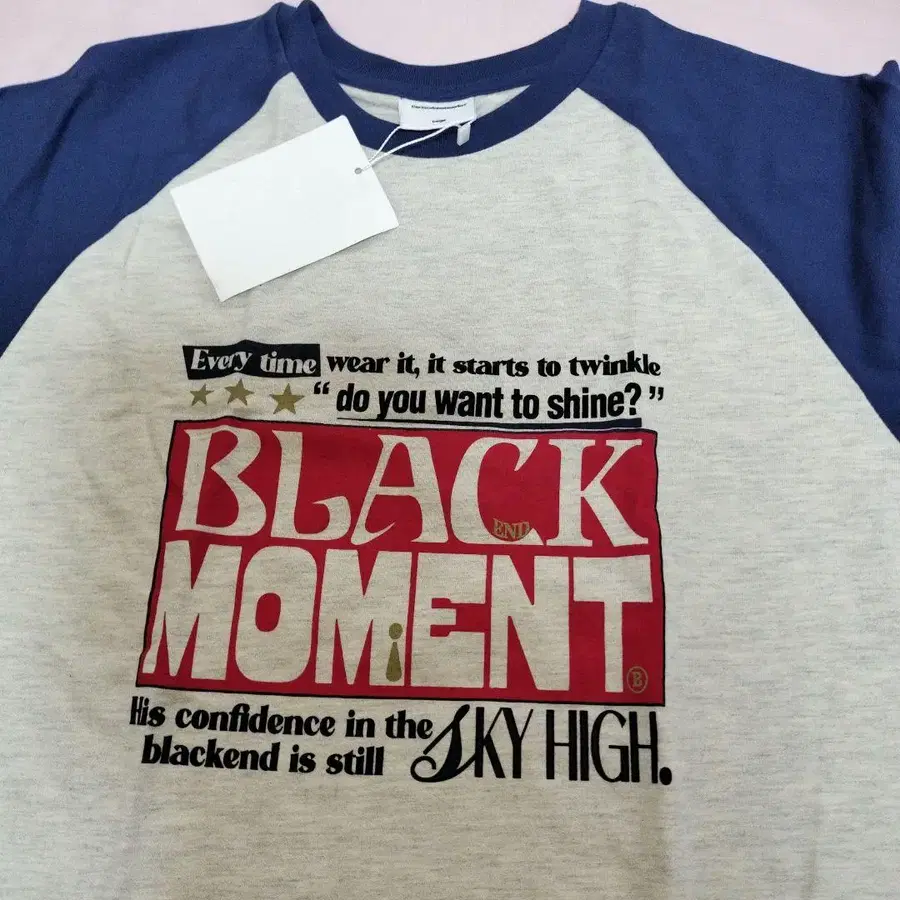 Every time wear it, it starts to twinkle
“ do you want to shine? ”
BLACK
END
MOMENT
B
His confidence in the
blackend is still
SKY HIGH.